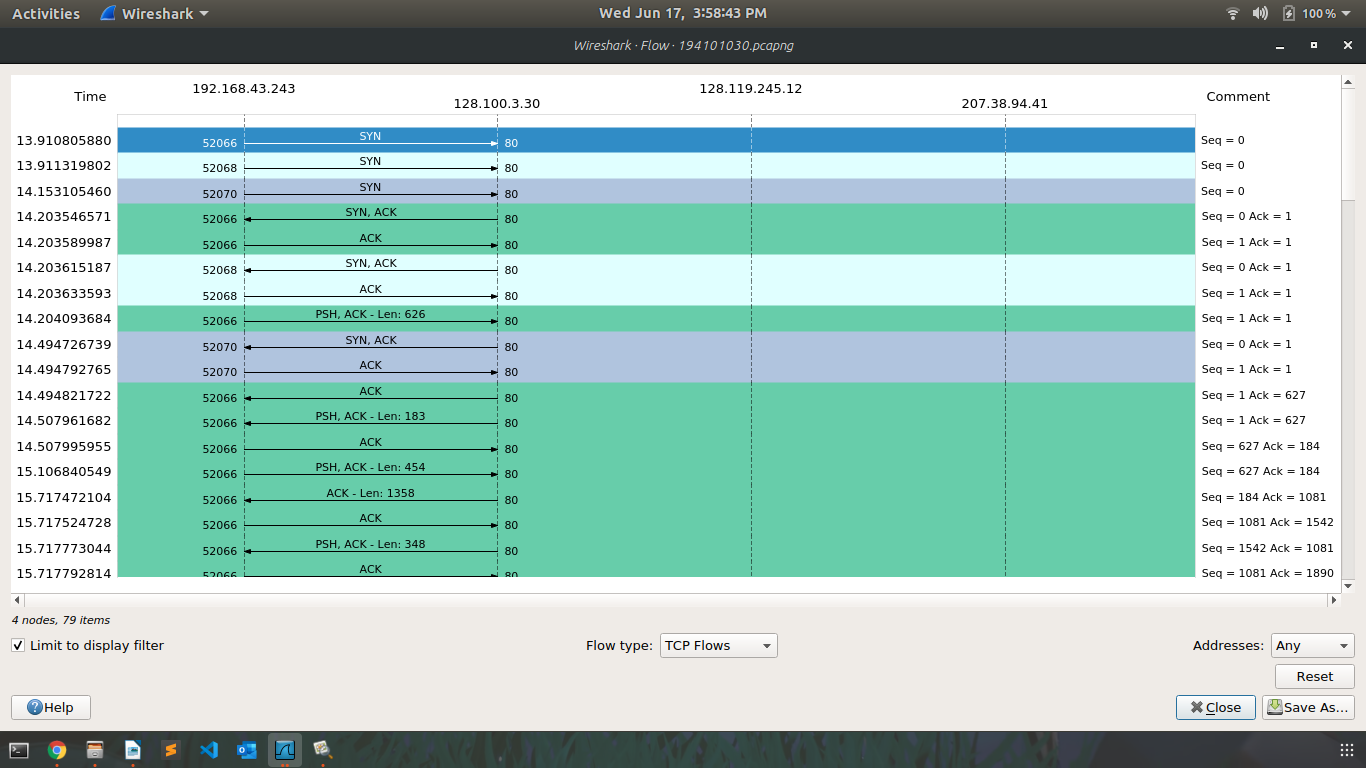 Activities Wireshark Wed Jun 17, 3:58:43 PM 100 %
Wireshark · Flow · 194101030.pcapng
Time 192.168.43.243 128.100.3.30 128.119.245.12 207.38.94.41 Comment
13.910805880 52066 SYN 80 Seq = 0
13.911319802 52068 SYN 80 Seq = 0
14.153105460 52070 SYN 80 Seq = 0
14.203546571 52066 SYN, ACK 80 Seq = 0 Ack = 1
14.203589987 52066 ACK 80 Seq = 1 Ack = 1
14.203615187 52068 SYN, ACK 80 Seq = 0 Ack = 1
14.203633593 52068 ACK 80 Seq = 1 Ack = 1
14.204093684 52066 PSH, ACK - Len: 626 80 Seq = 1 Ack = 1
14.494726739 52070 SYN, ACK 80 Seq = 0 Ack = 1
14.494792765 52070 ACK 80 Seq = 1 Ack = 1
14.494821722 52066 ACK 80 Seq = 1 Ack = 627
14.507961682 52066 PSH, ACK - Len: 183 80 Seq = 1 Ack = 627
14.507995955 52066 ACK 80 Seq = 627 Ack = 184
15.106840549 52066 PSH, ACK - Len: 454 80 Seq = 627 Ack = 184
15.717472104 52066 ACK - Len: 1358 80 Seq = 184 Ack = 1081
15.717524728 52066 ACK 80 Seq = 1081 Ack = 1542
15.717773044 52066 PSH, ACK - Len: 348 80 Seq = 1542 Ack = 1081
15.717792814 52066 ACK 80 Seq = 1081 Ack = 1890
4 nodes, 79 items
Limit to display filter Flow type: TCP Flows Addresses: Any
Reset
Help Close Save As...